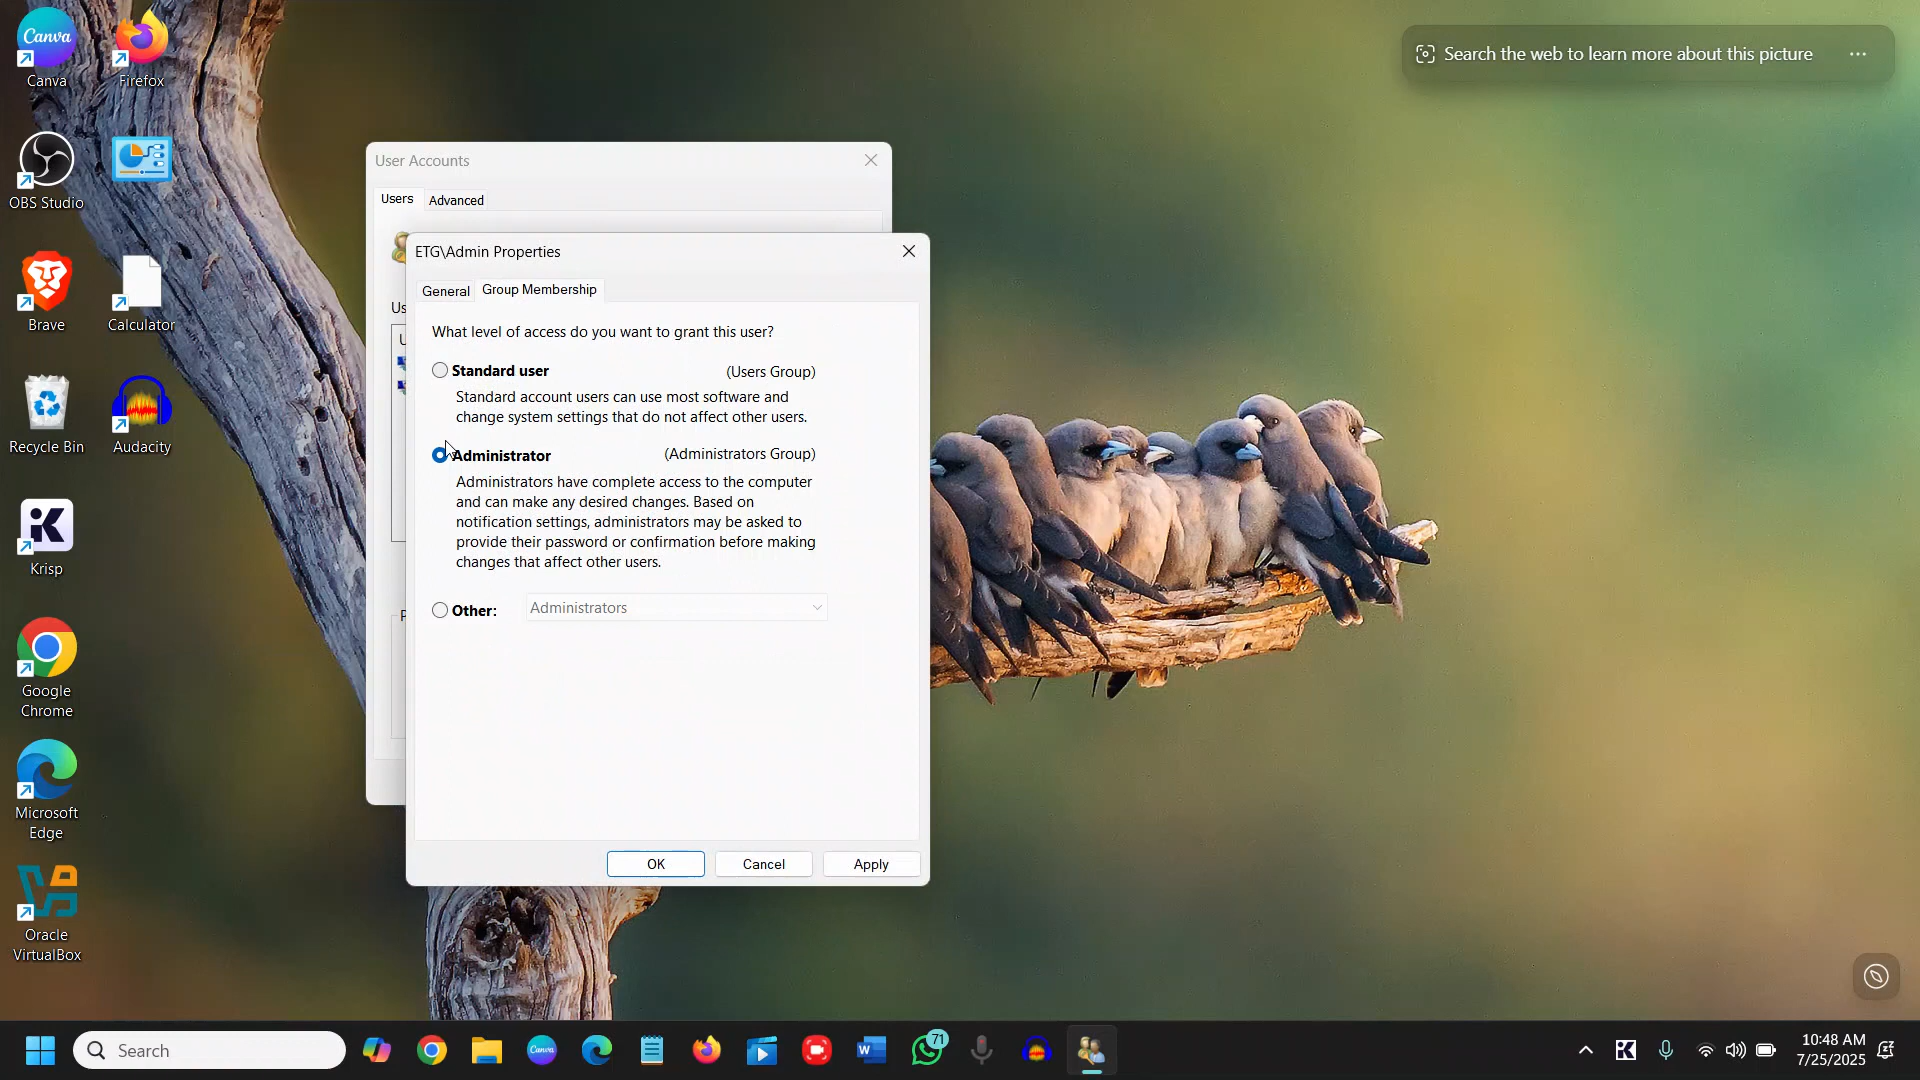 Canva
Canva
Firefox
Search the web to learn more about this picture
OBS Studio
Brave
Calculator
Recycle Bin
Audacity
Krisp
Google
Chrome
Microsoft
Edge
Oracle
VirtualBox
User Accounts
Users
Advanced
Us
U
P
ETG\Admin Properties
General
Group Membership
What level of access do you want to grant this user?
Standard user (Users Group)
Standard account users can use most software and
change system settings that do not affect other users.
Administrator (Administrators Group)
Administrators have complete access to the computer
and can make any desired changes. Based on
notification settings, administrators may be asked to
provide their password or confirmation before making
changes that affect other users.
Other: Administrators
OK
Cancel
Apply
Search
Canva
W
71
10:48 AM
7/25/2025